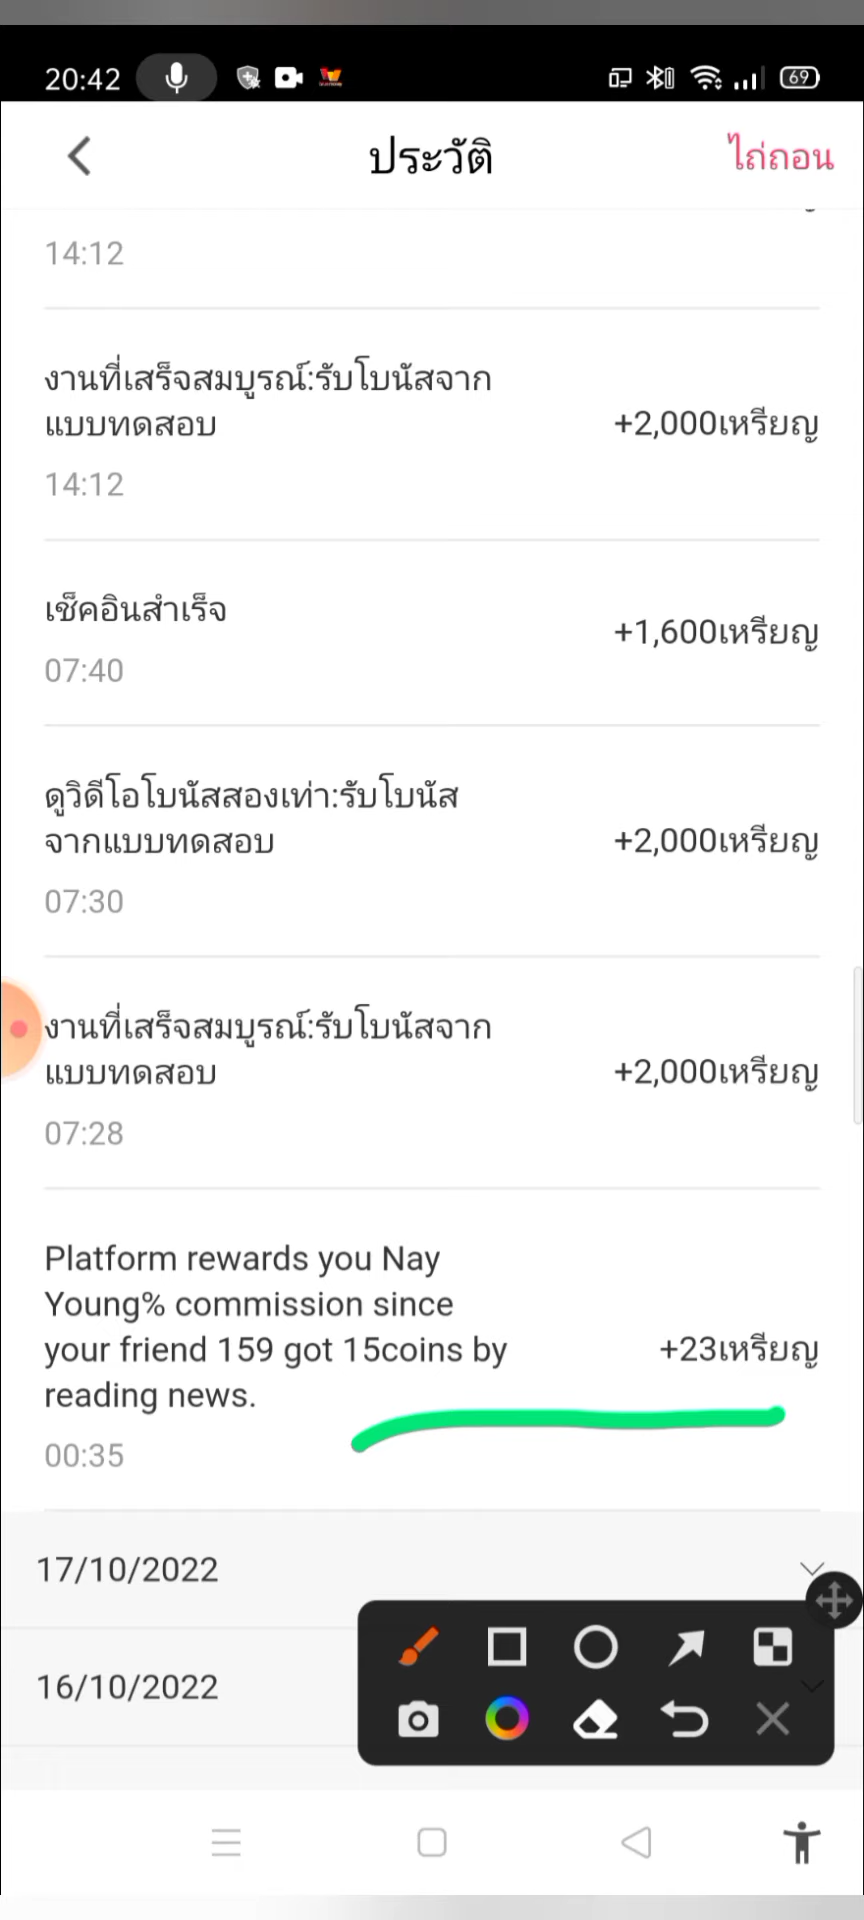 20:42
69
ประวัติ
ไถ่ถอน
14:12
งานที่เสร็จสมบูรณ์:รับโบนัสจาก
แบบทดสอบ
+2,000เหรียญ
14:12
เช็คอินสำเร็จ
+1,600เหรียญ
07:40
ดูวิดีโอโบนัสสองเท่า:รับโบนัส
จากแบบทดสอบ
+2,000เหรียญ
07:30
งานที่เสร็จสมบูรณ์:รับโบนัสจาก
แบบทดสอบ
+2,000เหรียญ
07:28
Platform rewards you Nay
Young% commission since
your friend 159 got 15coins by
reading news.
+23เหรียญ
00:35
17/10/2022
16/10/2022